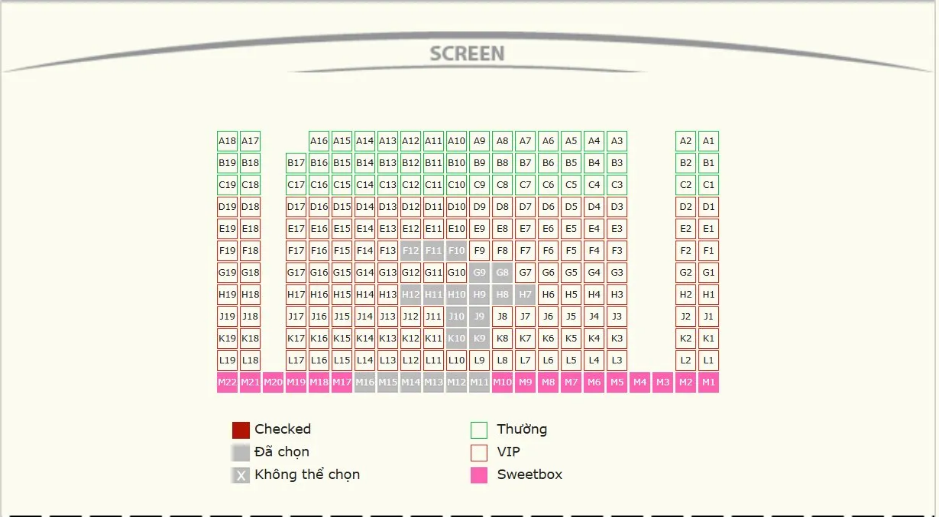 SCREEN
A18 A17 A16 A15 A14 A13 A12 A11 A10 A9 A8 A7 A6 A5 A4 A3 A2 A1
B19 B18 B17 B16 B15 B14 B13 B12 B11 B10 B9 B8 B7 B6 B5 B4 B3 B2 B1
C19 C18 C17 C16 C15 C14 C13 C12 C11 C10 C9 C8 C7 C6 C5 C4 C3 C2 C1
D19 D18 D17 D16 D15 D14 D13 D12 D11 D10 D9 D8 D7 D6 D5 D4 D3 D2 D1
E19 E18 E17 E16 E15 E14 E13 E12 E11 E10 E9 E8 E7 E6 E5 E4 E3 E2 E1
F19 F18 F17 F16 F15 F14 F13 F12 F11 F10 F9 F8 F7 F6 F5 F4 F3 F2 F1
G19 G18 G17 G16 G15 G14 G13 G12 G11 G10 G9 G8 G7 G6 G5 G4 G3 G2 G1
H19 H18 H17 H16 H15 H14 H13 H12 H11 H10 H9 H8 H7 H6 H5 H4 H3 H2 H1
J19 J18 J17 J16 J15 J14 J13 J12 J11 J10 J9 J8 J7 J6 J5 J4 J3 J2 J1
K19 K18 K17 K16 K15 K14 K13 K12 K11 K10 K9 K8 K7 K6 K5 K4 K3 K2 K1
L19 L18 L17 L16 L15 L14 L13 L12 L11 L10 L9 L8 L7 L6 L5 L4 L3 L2 L1
M22 M21 M20 M19 M18 M17 M16 M15 M14 M13 M12 M11 M10 M9 M8 M7 M6 M5 M4 M3 M2 M1
Checked Thường
Đã chọn VIP
X Không thể chọn Sweetbox